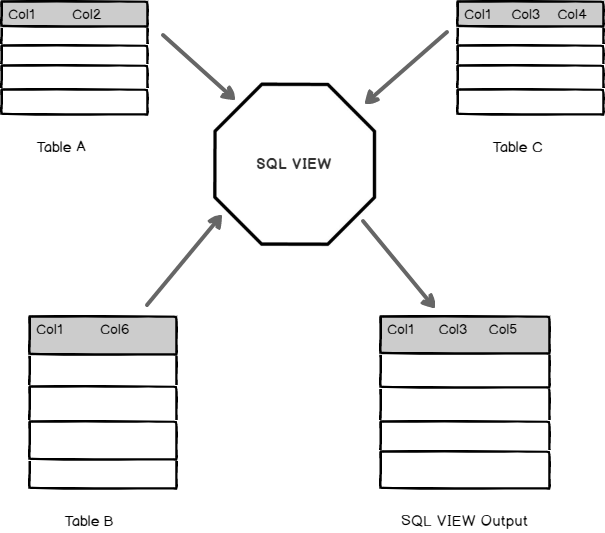 Col1 Col2
Col1 Col3 Col4
Table A
Table C
SQL VIEW
Col1 Col6
Col1 Col3 Col5
Table B
SQL VIEW Output